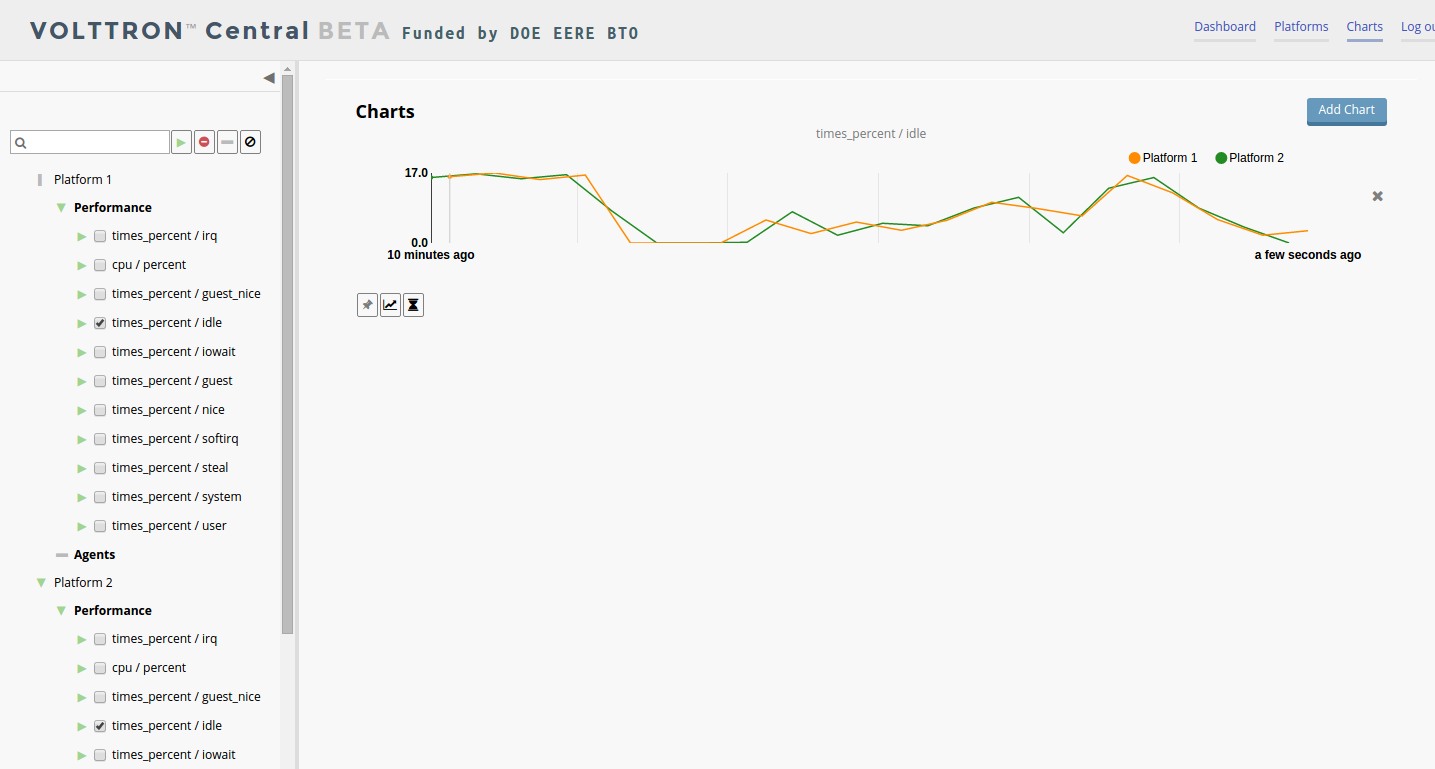 VOLTTRON™ Central BETA Funded by DOE EERE BTO
Dashboard Platforms Charts Log ou
Platform 1
Performance
times_percent / irq
cpu / percent
times_percent / guest_nice
times_percent / idle
times_percent / iowait
times_percent / guest
times_percent / nice
times_percent / softirq
times_percent / steal
times_percent / system
times_percent / user
Agents
Platform 2
Performance
times_percent / irq
cpu / percent
times_percent / guest_nice
times_percent / idle
times_percent / iowait
Charts
Add Chart
times_percent / idle
Platform 1 Platform 2
17.0
0.0
10 minutes ago a few seconds ago